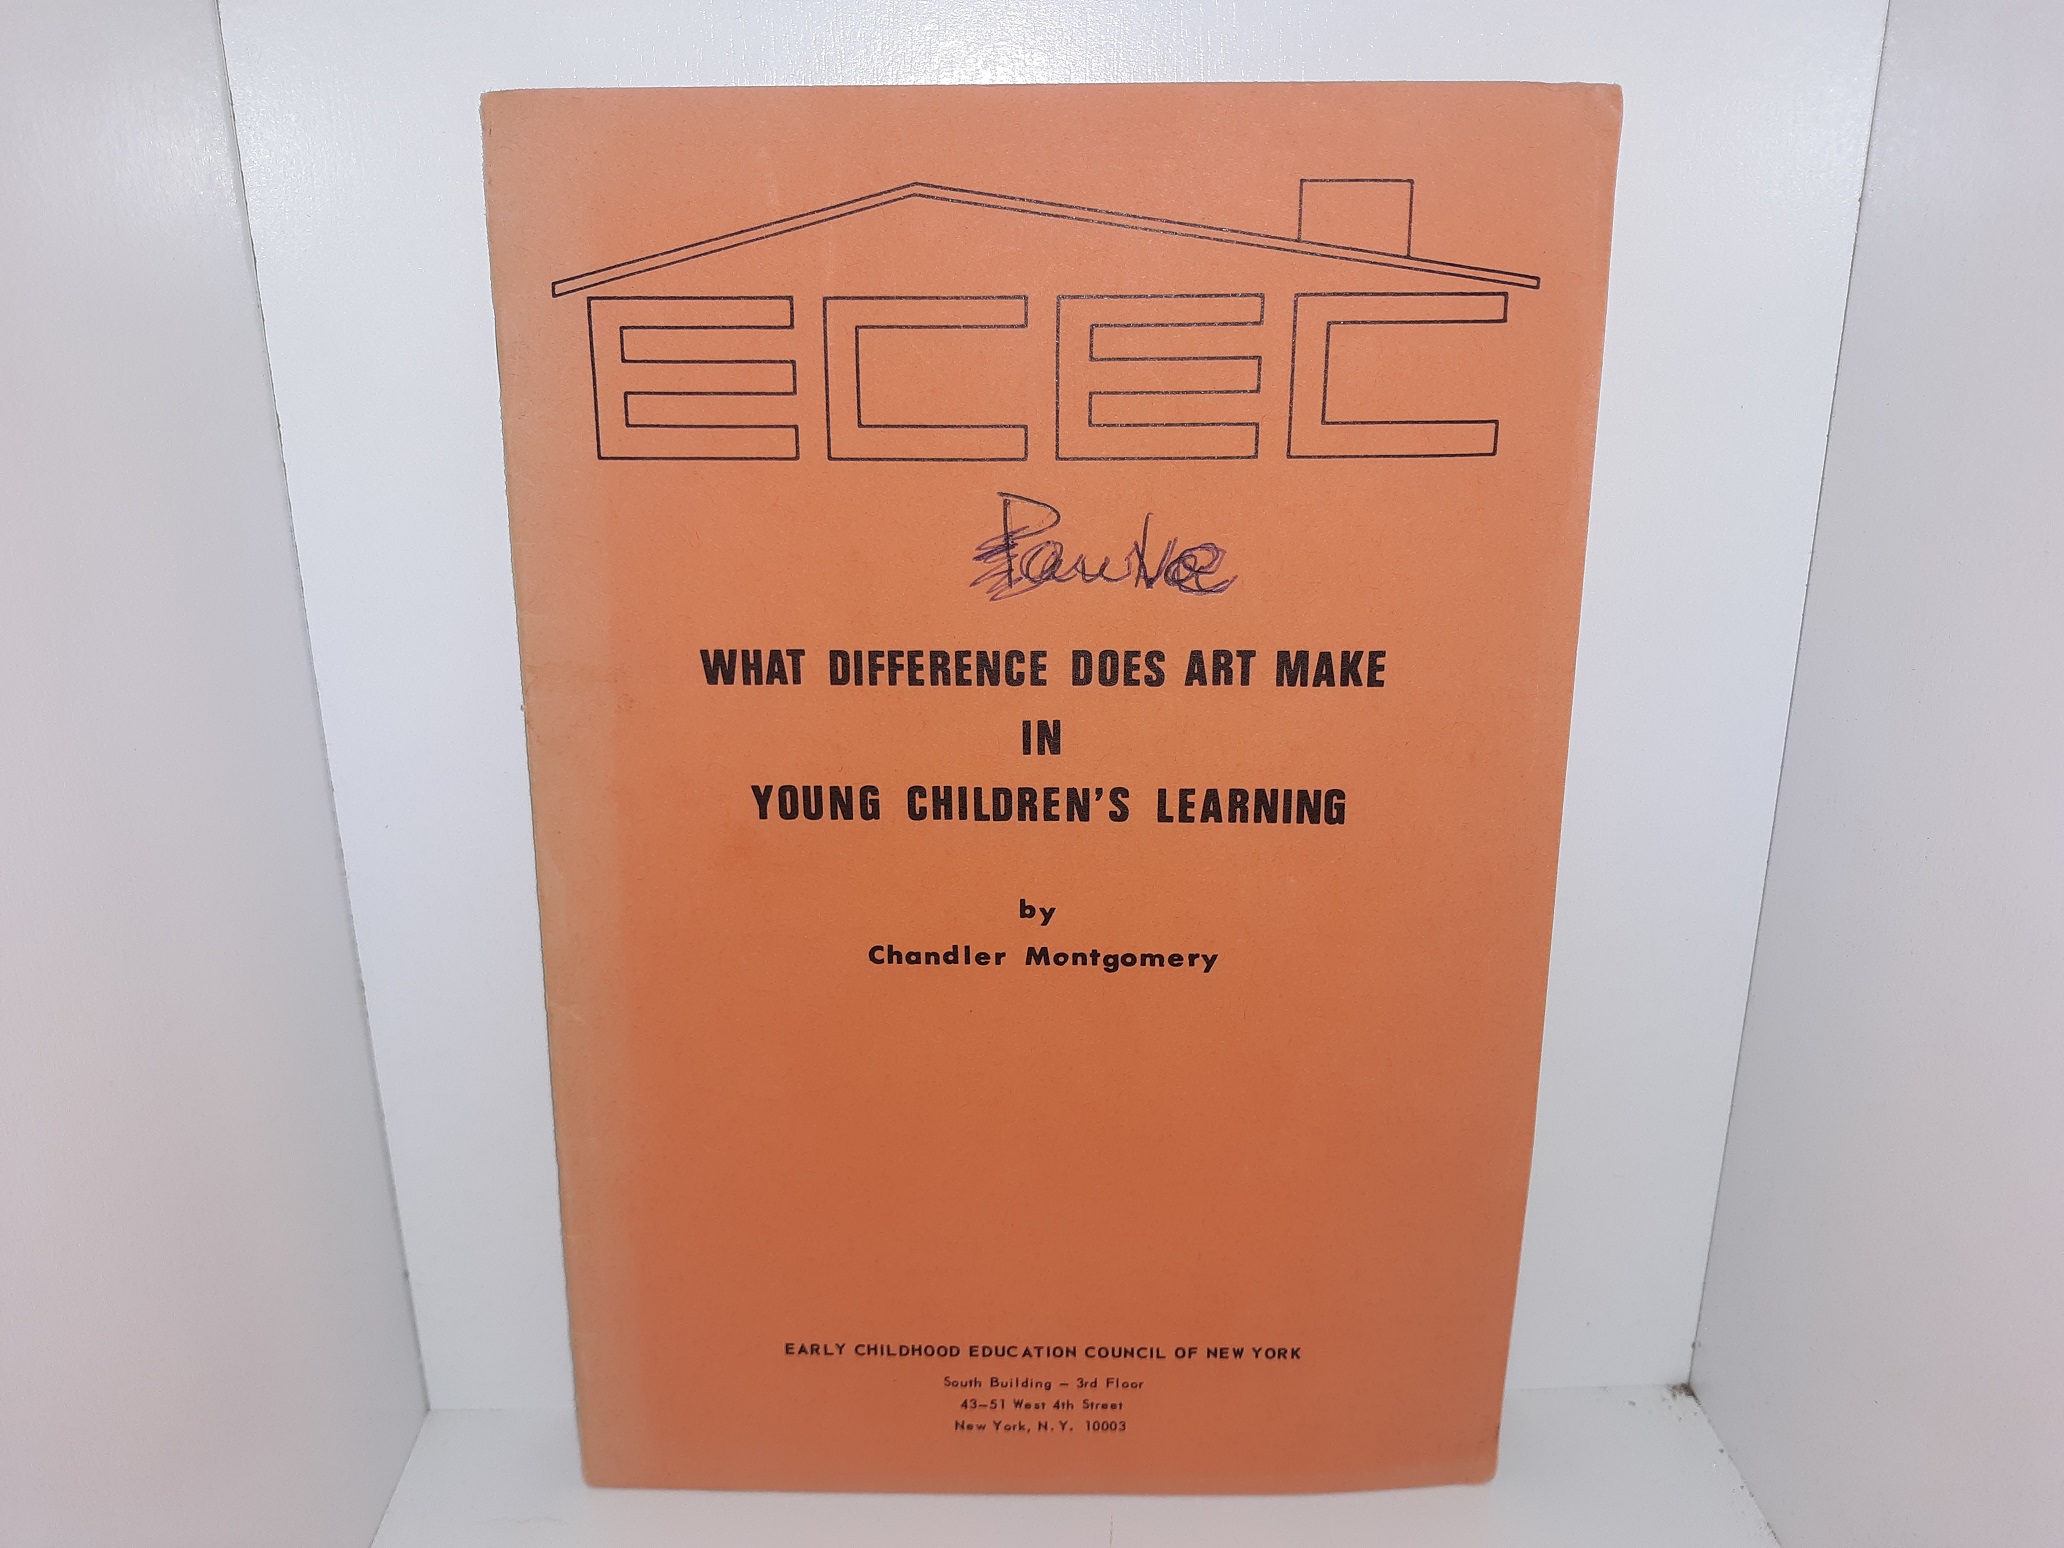 ECEC
WHAT DIFFERENCE DOES ART MAKE
IN
YOUNG CHILDREN'S LEARNING
by
Chandler Montgomery
EARLY CHILDHOOD EDUCATION COUNCIL OF NEW YORK
South Building – 3rd Floor
43–51 West 4th Street
New York, N.Y. 10003